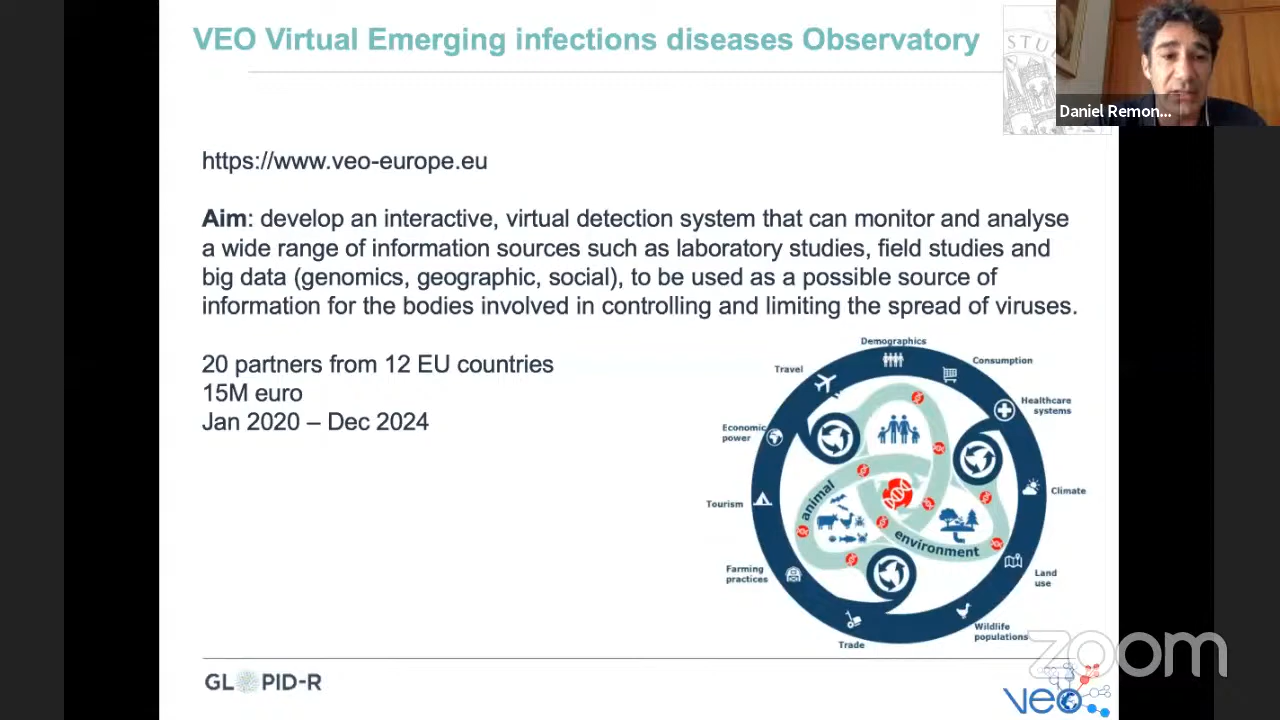 VEO Virtual Emerging infections diseases Observatory
STU
Daniel Remon...
https://www.veo-europe.eu
Aim: develop an interactive, virtual detection system that can monitor and analyse
a wide range of information sources such as laboratory studies, field studies and
big data (genomics, geographic, social), to be used as a possible source of
information for the bodies involved in controlling and limiting the spread of viruses.
20 partners from 12 EU countries
15M euro
Jan 2020 – Dec 2024
Demographics
Travel
Consumption
Healthcare
systems
Economic
power
Climate
Tourism
animal
environment
Farming
practices
Land
use
Wildlife
populations
Trade
zoom
GLOPID-R
veo